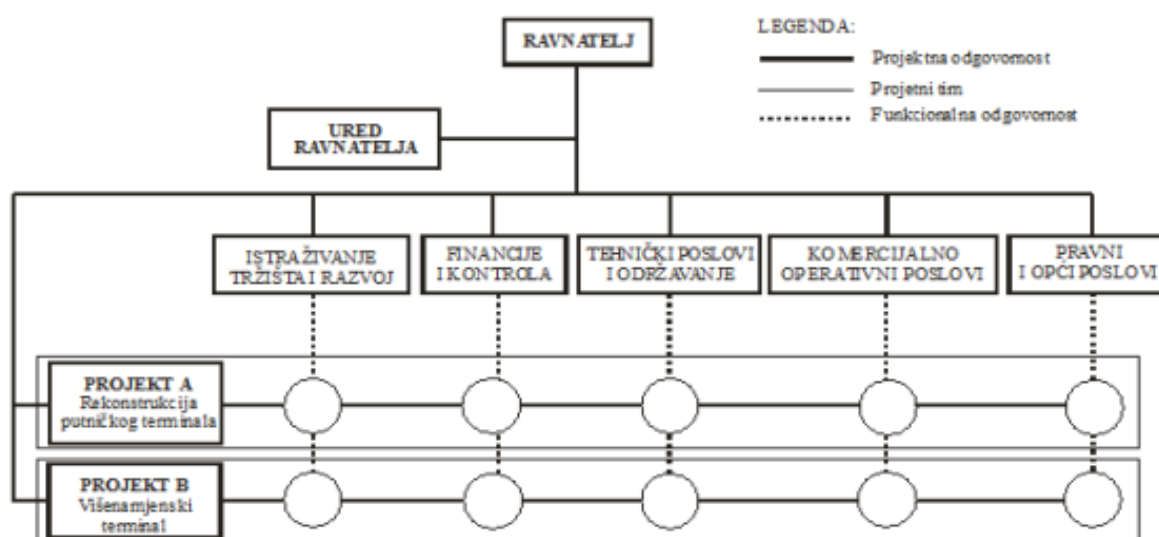 RAVNATELJ
LEGENDA:
Projektna odgovornost
Projetni tim
Funkcionalna odgovornost
URED
RAVNATELJA
ISTRAŽIVANJE
TRŽIŠTA I RAZVOJ
FINANCIJE
I KONTROLA
TEHNIČKI POSLOVI
I ODRŽAVANJE
KOMERCIJALNO
OPERATIVNI POSLOVI
PRAVNI
I OPĆI POSLOVI
PROJEKT A
Rekonstrukcija
putničkog terminala
PROJEKT B
Višenamjenski
terminal